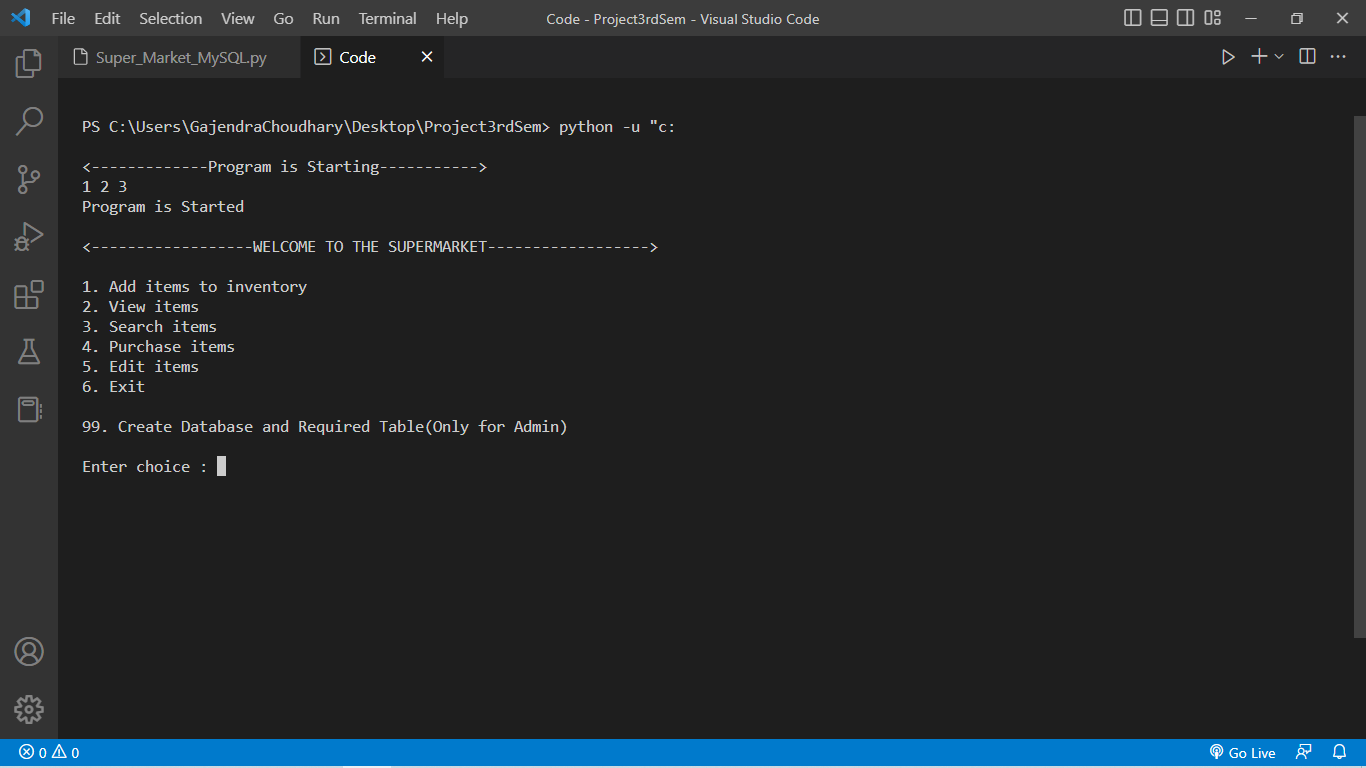 File Edit Selection View Go Run Terminal Help Code - Project3rdSem - Visual Studio Code
Super_Market_MySQL.py Code
PS C:\Users\GajendraChoudhary\Desktop\Project3rdSem> python -u "c:
<-------------Program is Starting----------->
1 2 3
Program is Started
<------------------WELCOME TO THE SUPERMARKET------------------>
1. Add items to inventory
2. View items
3. Search items
4. Purchase items
5. Edit items
6. Exit
99. Create Database and Required Table(Only for Admin)
Enter choice :
0 0 Go Live